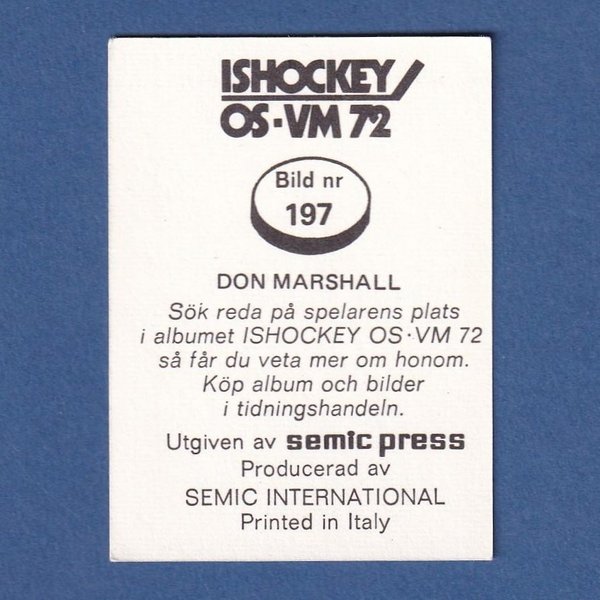 ISHOCKEY
OS·VM 72
Bild nr
197
DON MARSHALL
Sök reda på spelarens plats
i albumet ISHOCKEY OS·VM 72
så får du veta mer om honom.
Köp album och bilder
i tidningshandeln.
Utgiven av semic press
Producerad av
SEMIC INTERNATIONAL
Printed in Italy